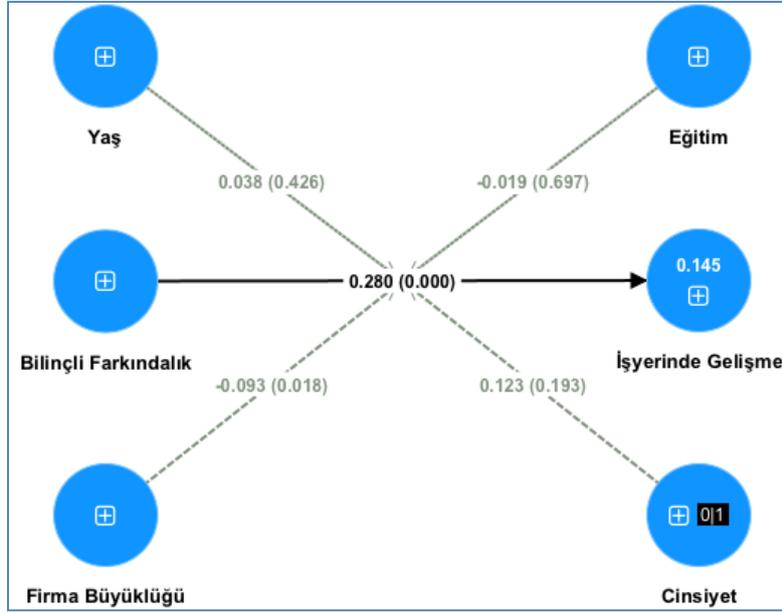 Yaş
Eğitim
0.038 (0.426)
-0.019 (0.697)
0.145
0.280 (0.000)
Bilinçli Farkındalık
İşyerinde Gelişme
-0.093 (0.018)
0.123 (0.193)
0|1
Firma Büyüklüğü
Cinsiyet